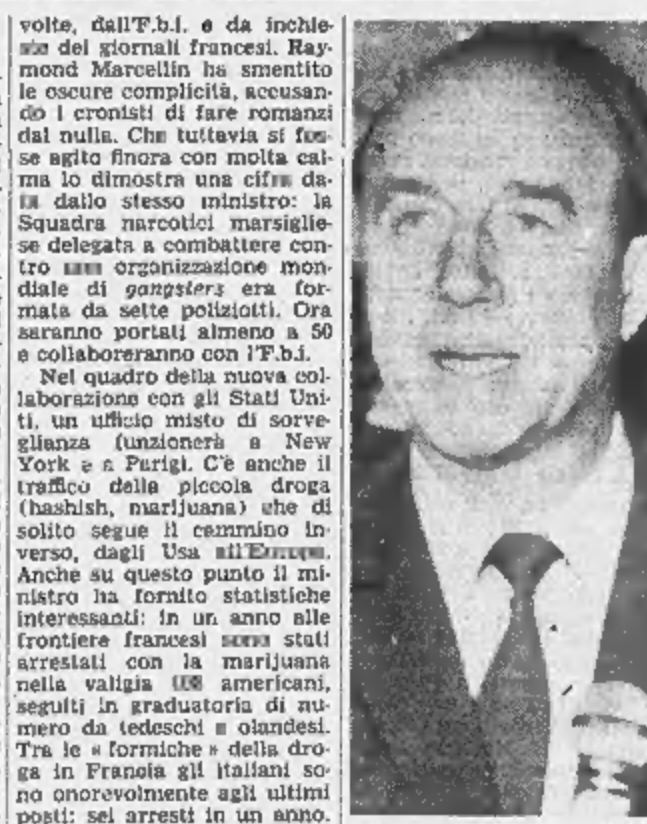 volte, dall'F.b.i. e da inchie-
ste dei giornali francesi. Ray-
mond Marcellin ha smentito
le oscure complicità, accusan-
do i cronisti di fare romanzi
dal nulla. Che tuttavia si fos-
se agito finora con molta cal-
ma lo dimostra una cifra da-
ta dallo stesso ministro: la
Squadra narcotici marsiglie-
se delegata a combattere con-
tro una organizzazione mon-
diale di gangsters era for-
mata da sette poliziotti. Ora
saranno portati almeno a 50
e collaboreranno con l'F.b.i.
Nel quadro della nuova col-
laborazione con gli Stati Uni-
ti, un ufficio misto di sorve-
glianza funzionerà a New
York e a Parigi. C'è anche il
traffico della piccola droga
(hashish, marijuana) che di
solito segue il cammino in-
verso, dagli Usa all'Europa.
Anche su questo punto il mi-
nistro ha fornito statistiche
interessanti: in un anno alle
frontiere francesi sono stati
arrestati con la marijuana
nella valigia americani,
seguiti in graduatoria di nu-
mero da tedeschi e olandesi.
Tra le « formiche » della dro-
ga in Francia gli italiani so-
no onorevolmente agli ultimi
posti: sei arresti in un anno.